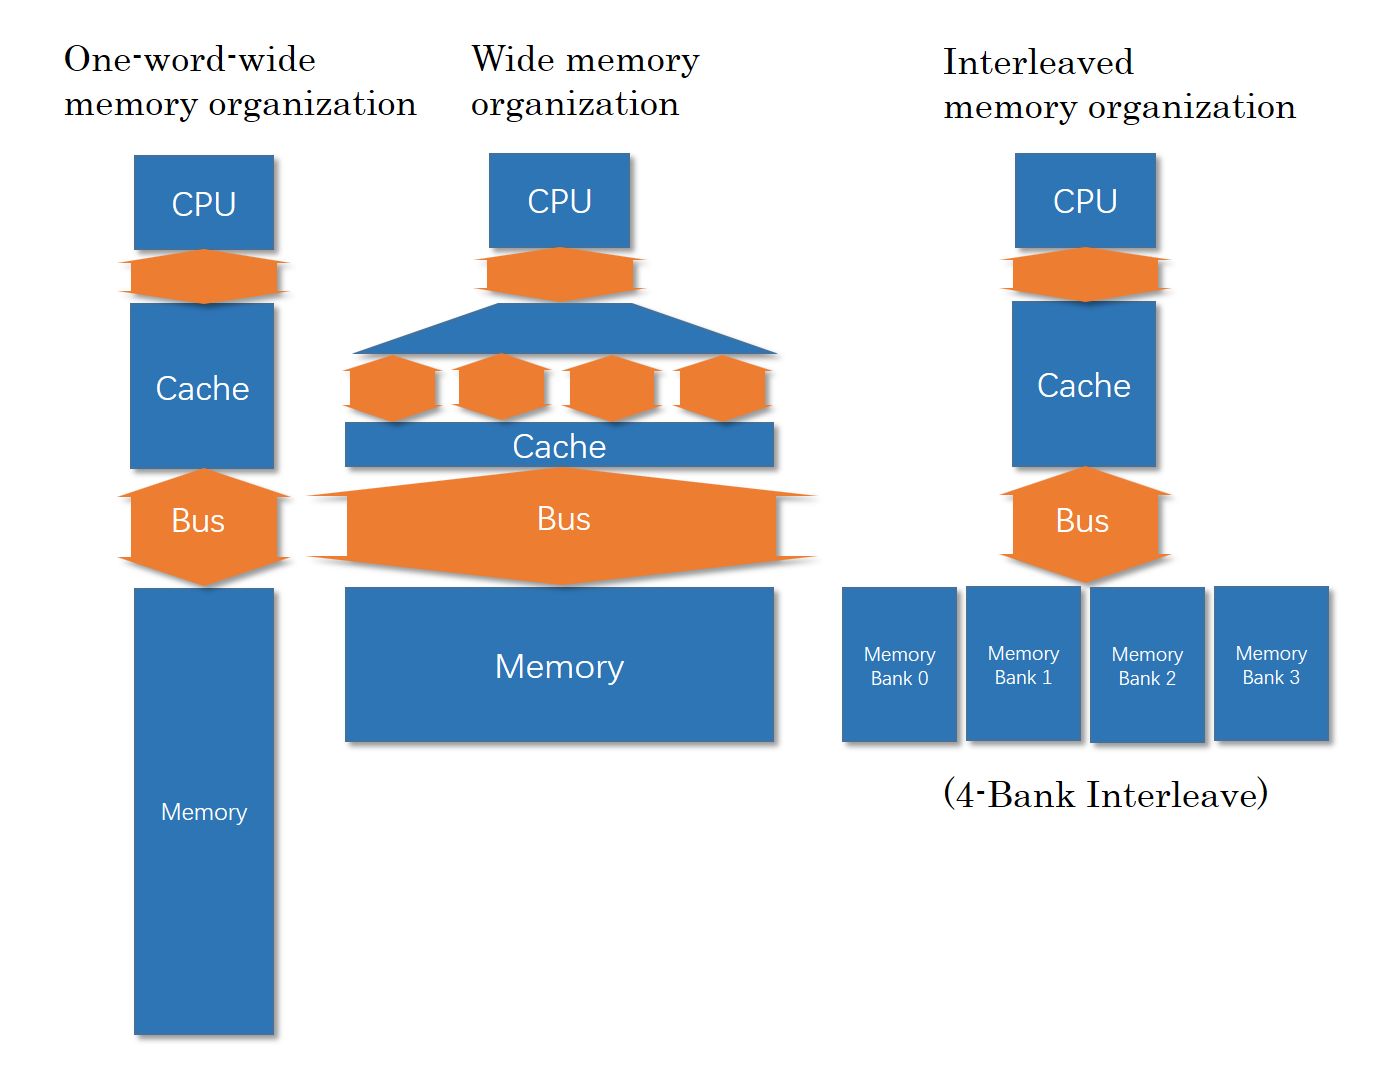 One-word-wide
memory organization
CPU
Cache
Bus
Memory
Wide memory
organization
CPU
Cache
Bus
Memory
Interleaved
memory organization
CPU
Cache
Bus
Memory
Bank 0
Memory
Bank 1
Memory
Bank 2
Memory
Bank 3
(4-Bank Interleave)